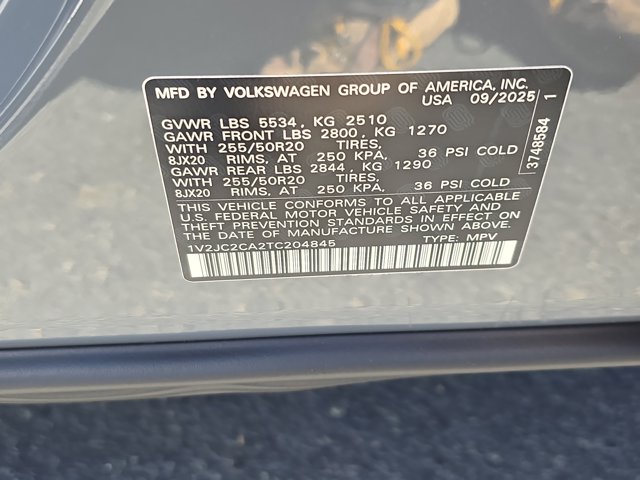 MFD BY VOLKSWAGEN GROUP OF AMERICA, INC.
USA 09/2025
GVWR LBS 5534, KG 2510
GAWR FRONT LBS 2800, KG 1270
WITH 255/50R20 TIRES,
8JX20 RIMS, AT 250 KPA, 36 PSI COLD
GAWR REAR LBS 2844, KG 1290
WITH 255/50R20 TIRES,
8JX20 RIMS, AT 250 KPA, 36 PSI COLD
THIS VEHICLE CONFORMS TO ALL APPLICABLE
U.S. FEDERAL MOTOR VEHICLE SAFETY AND
THEFT PREVENTION STANDARDS IN EFFECT ON
THE DATE OF MANUFACTURE SHOWN ABOVE.
1V2JC2CA2TC204845 TYPE: MPV
3748584 1